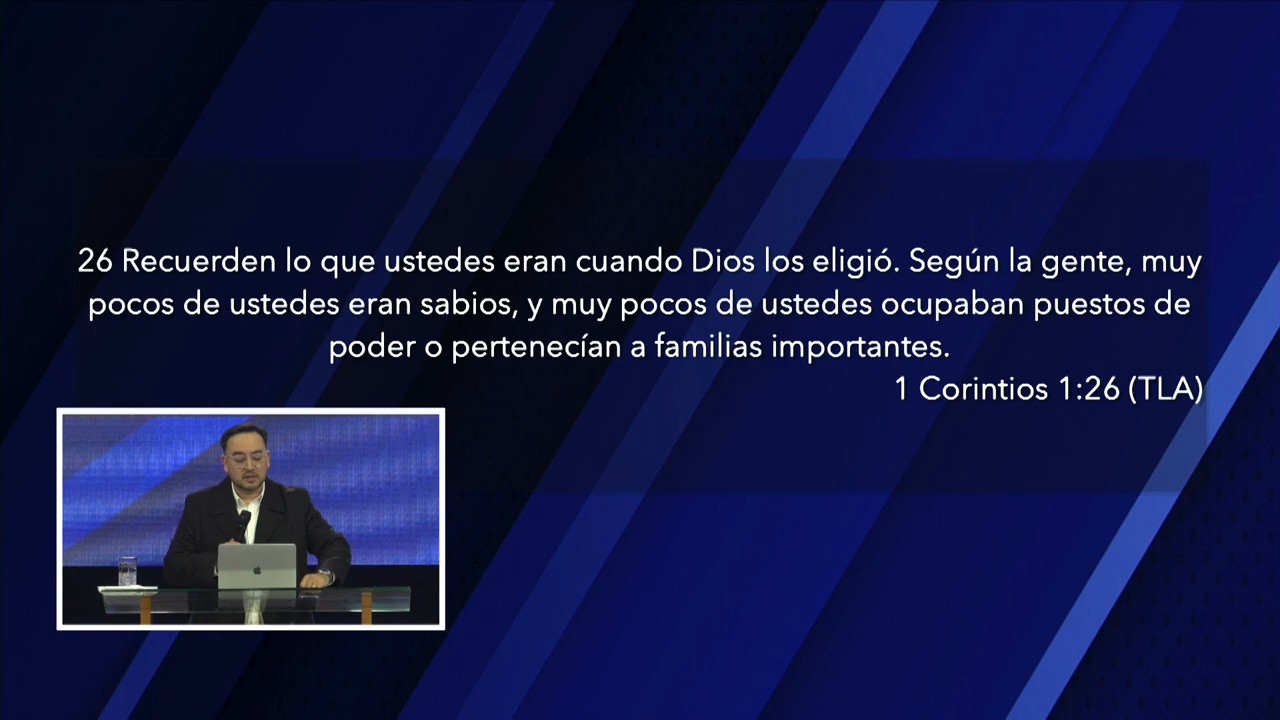 26 Recuerden lo que ustedes eran cuando Dios los eligió. Según la gente, muy
pocos de ustedes eran sabios, y muy pocos de ustedes ocupaban puestos de
poder o pertenecían a familias importantes.
1 Corintios 1:26 (TLA)